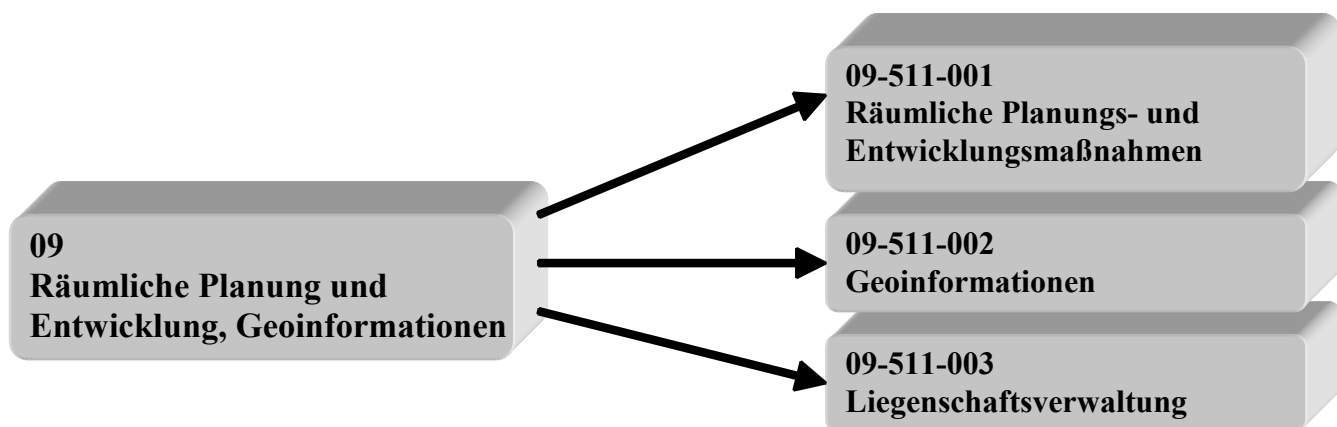 09
Räumliche Planung und
Entwicklung, Geoinformationen
09-511-001
Räumliche Planungs- und
Entwicklungsmaßnahmen
09-511-002
Geoinformationen
09-511-003
Liegenschaftsverwaltung